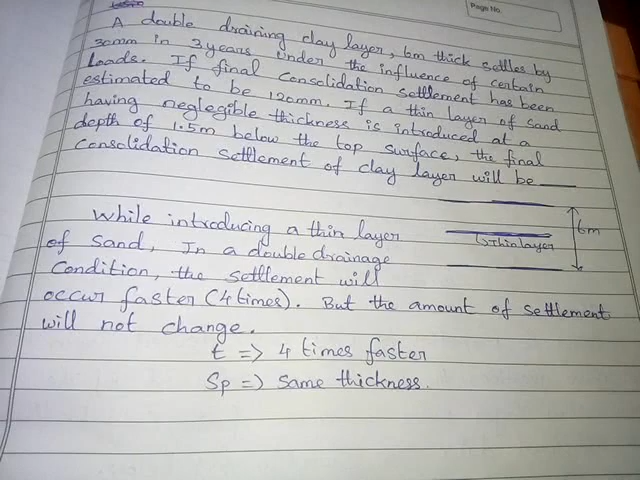 Page No.
A double draining clay layer, 6m thick settles by
30mm in 3years under the influence of certain
loads. If final consolidation settlement has been
estimated to be 120mm. If a thin layer of sand
having neglegible thickness is introduced at a
depth of 1.5m below the top surface, the final
Consolidation settlement of clay layer will be
While introducing a thin layer
of sand, In a double drainage
Condition, the settlement will
occur faster (4 times). But the amount of settlement
will not change.
Thin layer
6m
t => 4 times faster
Sp => Same thickness.